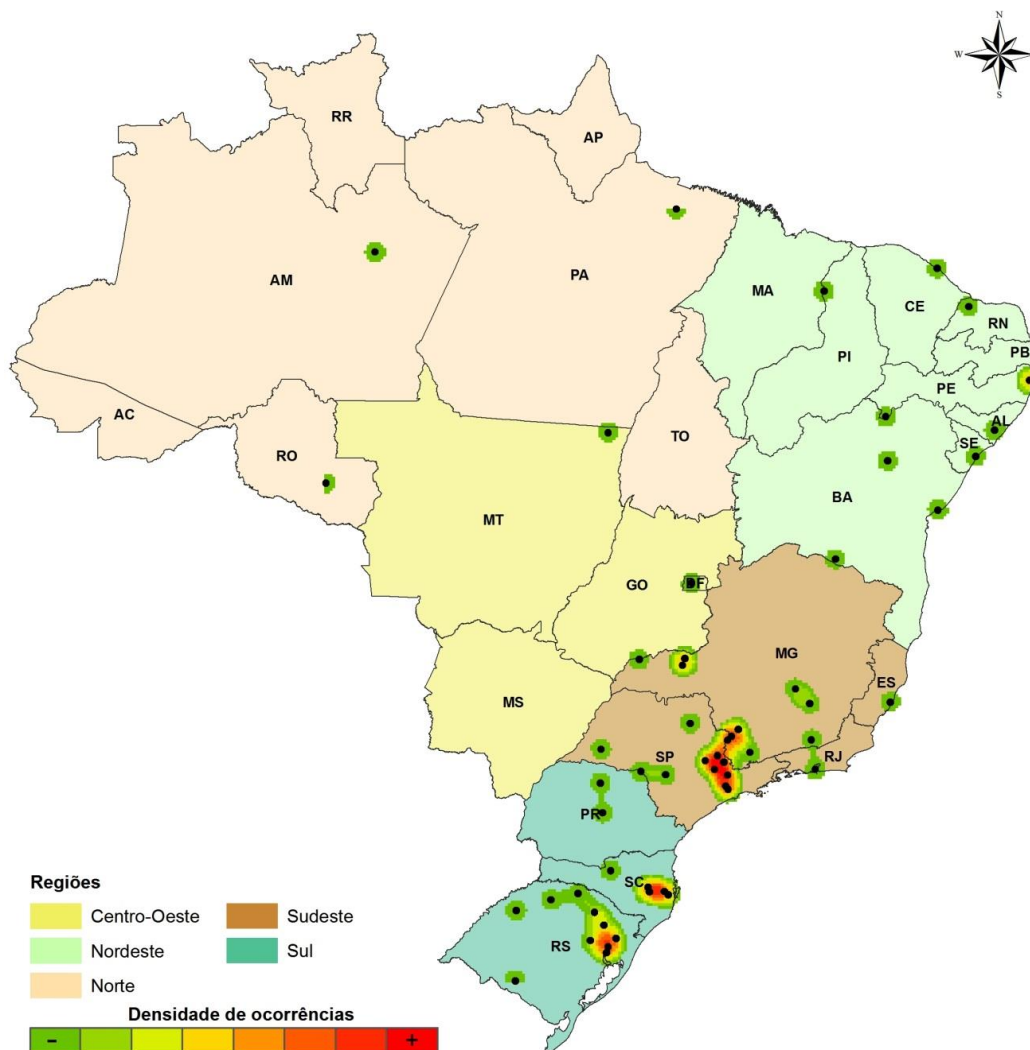 N
W
S
RR
AP
AM
PA
MA
CE
RN
PB
PI
PE
AL
SE
AC
RO
TO
BA
MT
GO
DF
MG
ES
MS
SP
RJ
PR
SC
RS
Regiões
Centro-Oeste
Sudeste
Nordeste
Sul
Norte
Densidade de ocorrências
– +